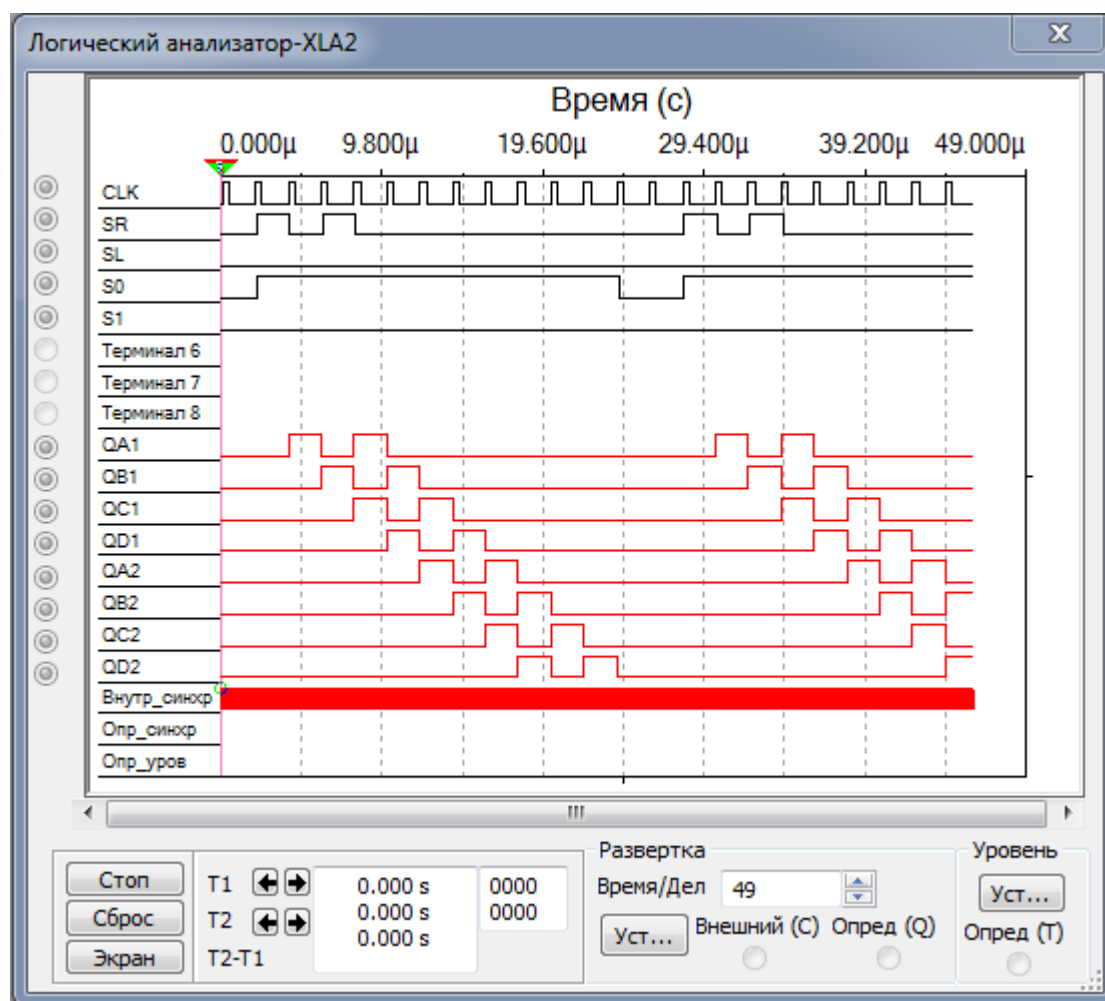 Логический анализатор-XLA2
Время (с)
0.000µ 9.800µ 19.600µ 29.400µ 39.200µ 49.000µ
CLK
SR
SL
S0
S1
Терминал 6
Терминал 7
Терминал 8
QA1
QB1
QC1
QD1
QA2
QB2
QC2
QD2
Внутр_синхр
Опр_синхр
Опр_уров
Стоп
Сброс
Экран
T1 0.000 s 0000
T2 0.000 s 0000
T2-T1 0.000 s
Развертка
Время/Дел 49
Уст... Внешний (С) Опред (Q)
Уровень
Уст...
Опред (Т)